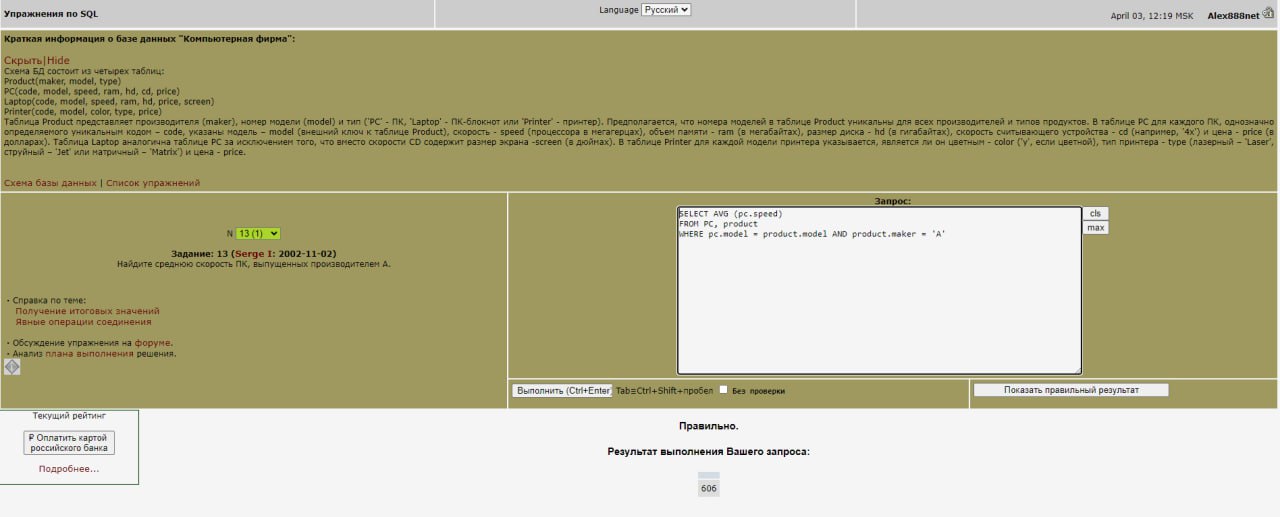 Упражнения по SQL
Language Русский
April 03, 12:19 MSK Alex888net
Краткая информация о базе данных "Компьютерная фирма":
Скрыть|Hide
Схема БД состоит из четырех таблиц:
Product(maker, model, type)
PC(code, model, speed, ram, hd, cd, price)
Laptop(code, model, speed, ram, hd, price, screen)
Printer(code, model, color, type, price)
Таблица Product представляет производителя (maker), номер модели (model) и тип ('PC' - ПК, 'Laptop' - ПК-блокнот или 'Printer' - принтер). Предполагается, что номера моделей в таблице Product уникальны для всех производителей и типов продуктов. В таблице PC для каждого ПК, однозначно
определяемого уникальным кодом – code, указаны модель – model (внешний ключ к таблице Product), скорость - speed (процессора в мегагерцах), объем памяти - ram (в мегабайтах), размер диска - hd (в гигабайтах), скорость считывающего устройства - cd (например, '4x') и цена - price (в
долларах). Таблица Laptop аналогична таблице РС за исключением того, что вместо скорости CD содержит размер экрана -screen (в дюймах). В таблице Printer для каждой модели принтера указывается, является ли он цветным - color ('y', если цветной), тип принтера - type (лазерный – 'Laser',
струйный – 'Jet' или матричный – 'Matrix') и цена - price.
Схема базы данных | Список упражнений
N 13 (1)
Задание: 13 (Serge I: 2002-11-02)
Найдите среднюю скорость ПК, выпущенных производителем A.
· Справка по теме:
Получение итоговых значений
Явные операции соединения
· Обсуждение упражнения на форуме.
· Анализ плана выполнения решения.
Запрос:
SELECT AVG (pc.speed)
FROM PC, product
WHERE pc.model = product.model AND product.maker = 'A'
cls
max
Выполнить (Ctrl+Enter) Tab≡Ctrl+Shift+пробел Без проверки
Показать правильный результат
Текущий рейтинг
₽ Оплатить картой
российского банка
Подробнее...
Правильно.
Результат выполнения Вашего запроса:
606